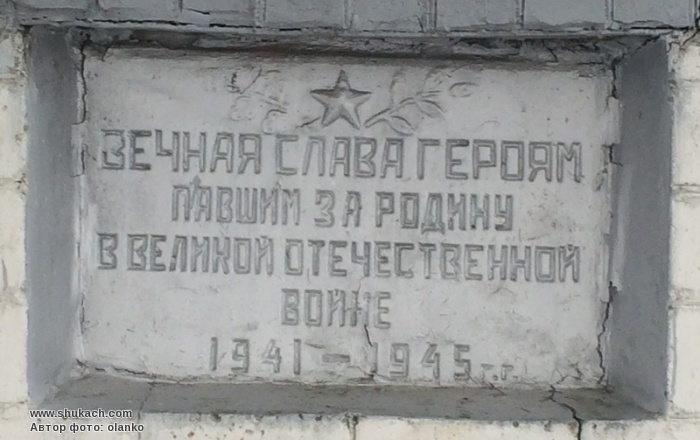 ВЕЧНАЯ СЛАВА ГЕРОЯМ
ПАВШИМ ЗА РОДИНУ
В ВЕЛИКОЙ ОТЕЧЕСТВЕННОЙ
ВОЙНЕ
1941 – 1945 г.г.
www.shukach.com
Автор фото: olanko